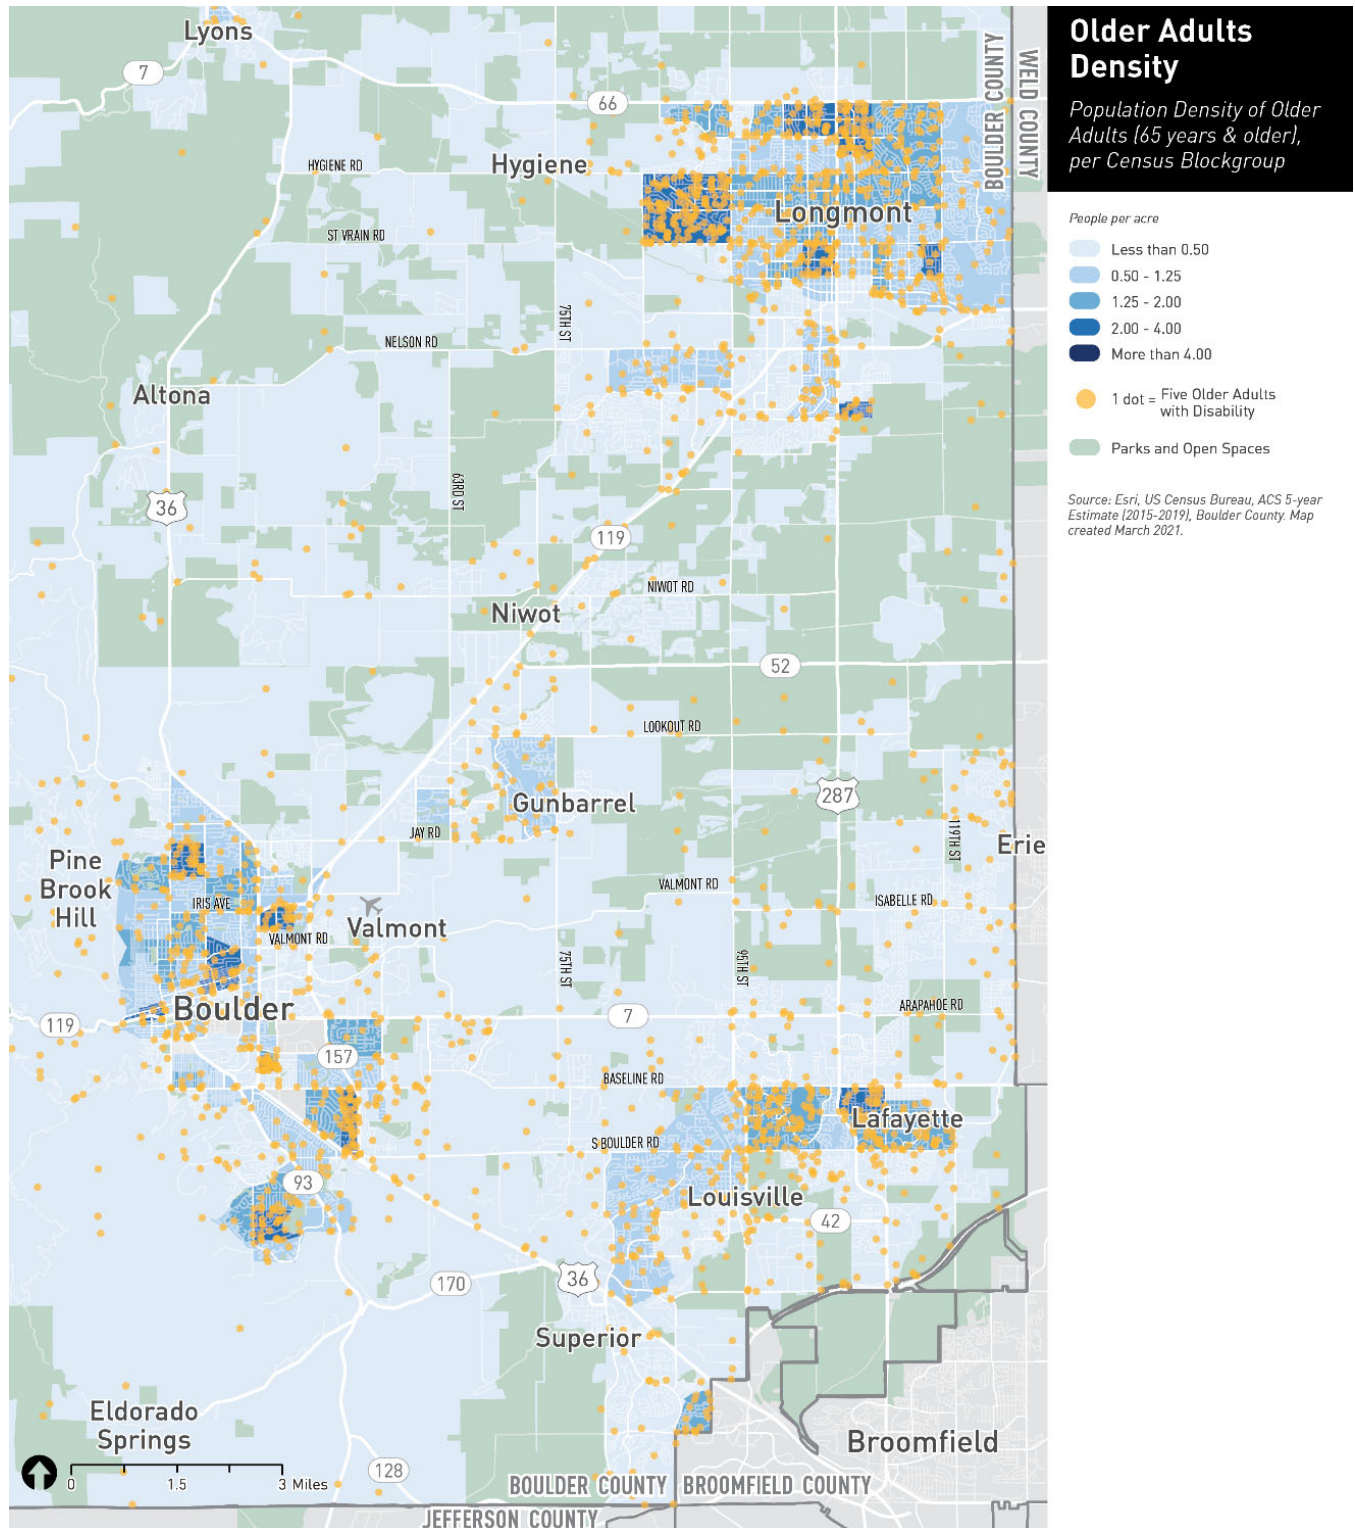 Older Adults
Density
Population Density of Older
Adults (65 years & older),
per Census Blockgroup
People per acre
Less than 0.50
0.50 - 1.25
1.25 - 2.00
2.00 - 4.00
More than 4.00
1 dot = Five Older Adults
with Disability
Parks and Open Spaces
Source: Esri, US Census Bureau, ACS 5-year
Estimate (2015-2019), Boulder County. Map
created March 2021.
Lyons
7
66
BOULDER COUNTY
WELD COUNTY
HYGIENE RD
Hygiene
Longmont
ST VRAIN RD
75TH ST
NELSON RD
Altona
63RD ST
36
119
NIWOT RD
Niwot
52
LOOKOUT RD
Gunbarrel
287
JAY RD
119TH ST
Erie
Pine
Brook
Hill
IRIS AVE
VALMONT RD
ISABELLE RD
Valmont
VALMONT RD
75TH ST
95TH ST
Boulder
ARAPAHOE RD
119
7
157
BASELINE RD
Lafayette
S BOULDER RD
93
Louisville
42
170
36
Superior
Eldorado
Springs
Broomfield
0
1.5
3 Miles
128
BOULDER COUNTY
BROOMFIELD COUNTY
JEFFERSON COUNTY